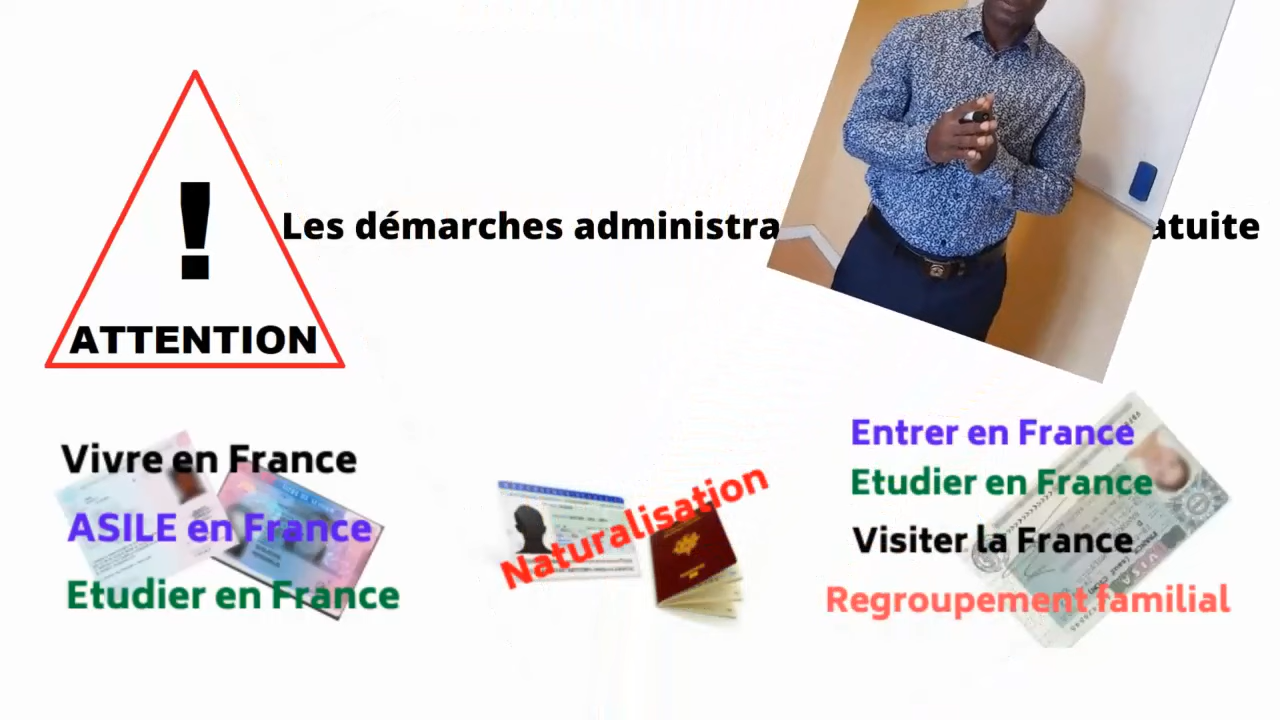 Les démarches administra atuite
!
ATTENTION
Vivre en France
ASILE en France
Etudier en France
Naturalisation
Entrer en France
Etudier en France
Visiter la France
Regroupement familial
VISA